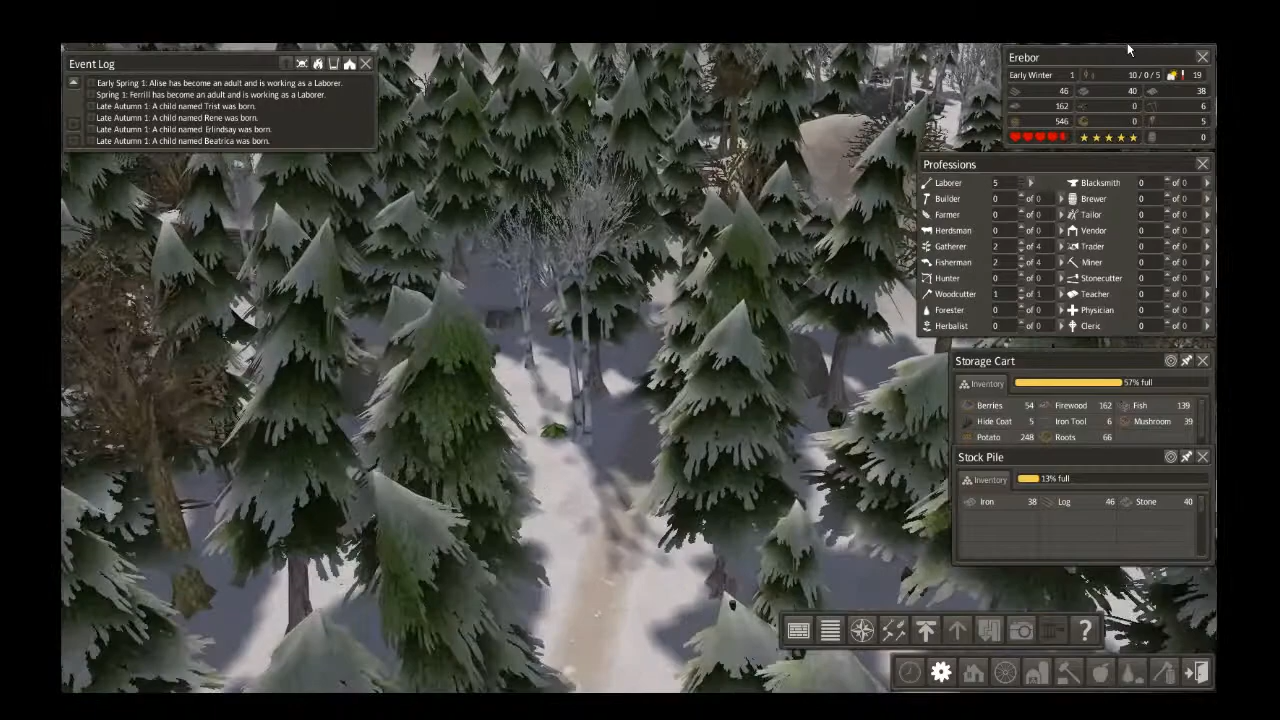 Event Log
Early Spring 1: Alise has become an adult and is working as a Laborer.
Spring 1: Ferrill has become an adult and is working as a Laborer.
Late Autumn 1: A child named Trist was born.
Late Autumn 1: A child named Rene was born.
Late Autumn 1: A child named Erlindsay was born.
Late Autumn 1: A child named Beatrica was born.
Erebor
Early Winter 1 10 / 0 / 5 19
46 40 38
162 0 6
546 0 5
0
Professions
Laborer 5 Blacksmith 0 of 0
Builder 0 of 0 Brewer 0 of 0
Farmer 0 of 0 Tailor 0 of 0
Herdsman 0 of 0 Vendor 0 of 0
Gatherer 2 of 4 Trader 0 of 0
Fisherman 2 of 4 Miner 0 of 0
Hunter 0 of 0 Stonecutter 0 of 0
Woodcutter 1 of 1 Teacher 0 of 0
Forester 0 of 0 Physician 0 of 0
Herbalist 0 of 0 Cleric 0 of 0
Storage Cart
Inventory 57% full
Berries 54 Firewood 162 Fish 139
Hide Coat 5 Iron Tool 6 Mushroom 39
Potato 248 Roots 66
Stock Pile
Inventory 13% full
Iron 38 Log 46 Stone 40
?